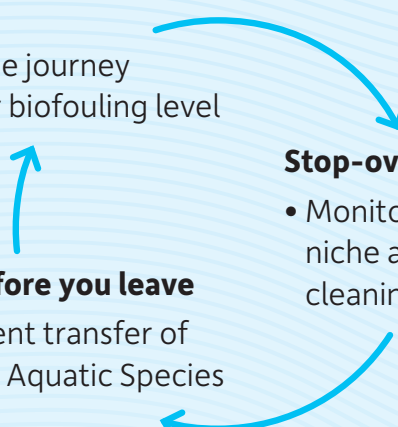 e journey
biofouling level
Stop-ov
• Monito
niche a
cleanin
fore you leave
ent transfer of
Aquatic Species